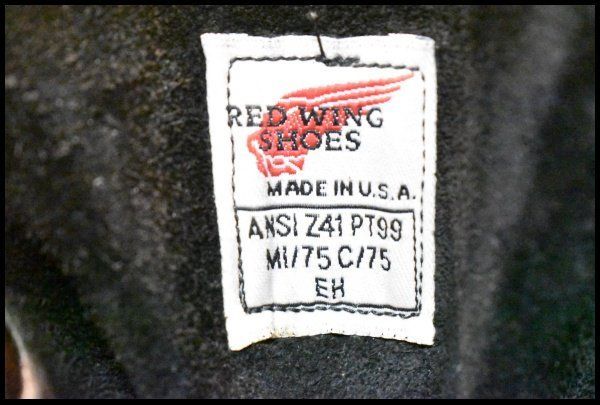 RED WING
SHOES
MADE IN U.S.A.
ANSI Z41 PT99
MI/75 C/75
EH